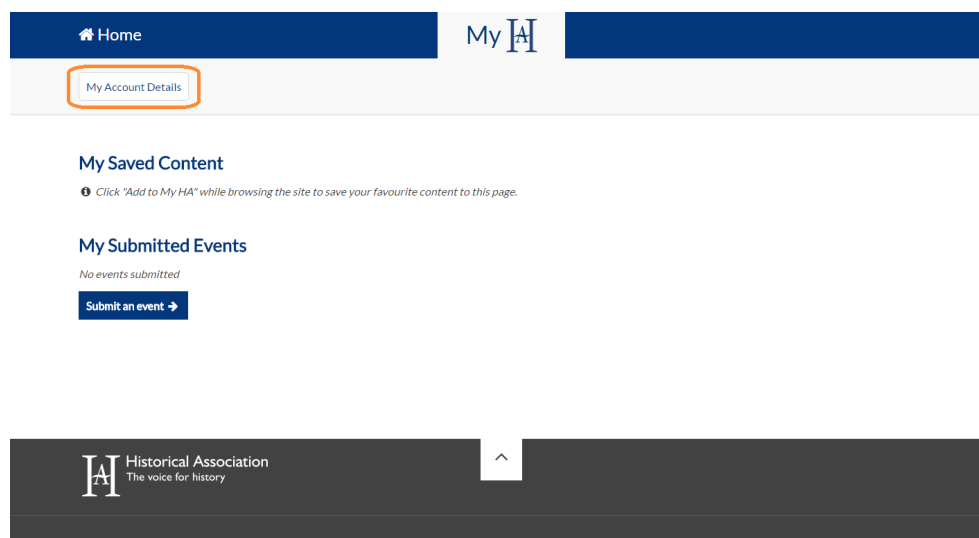 Home
My HA
My Account Details
My Saved Content
Click "Add to My HA" while browsing the site to save your favourite content to this page.
My Submitted Events
No events submitted
Submit an event →
HA Historical Association
The voice for history